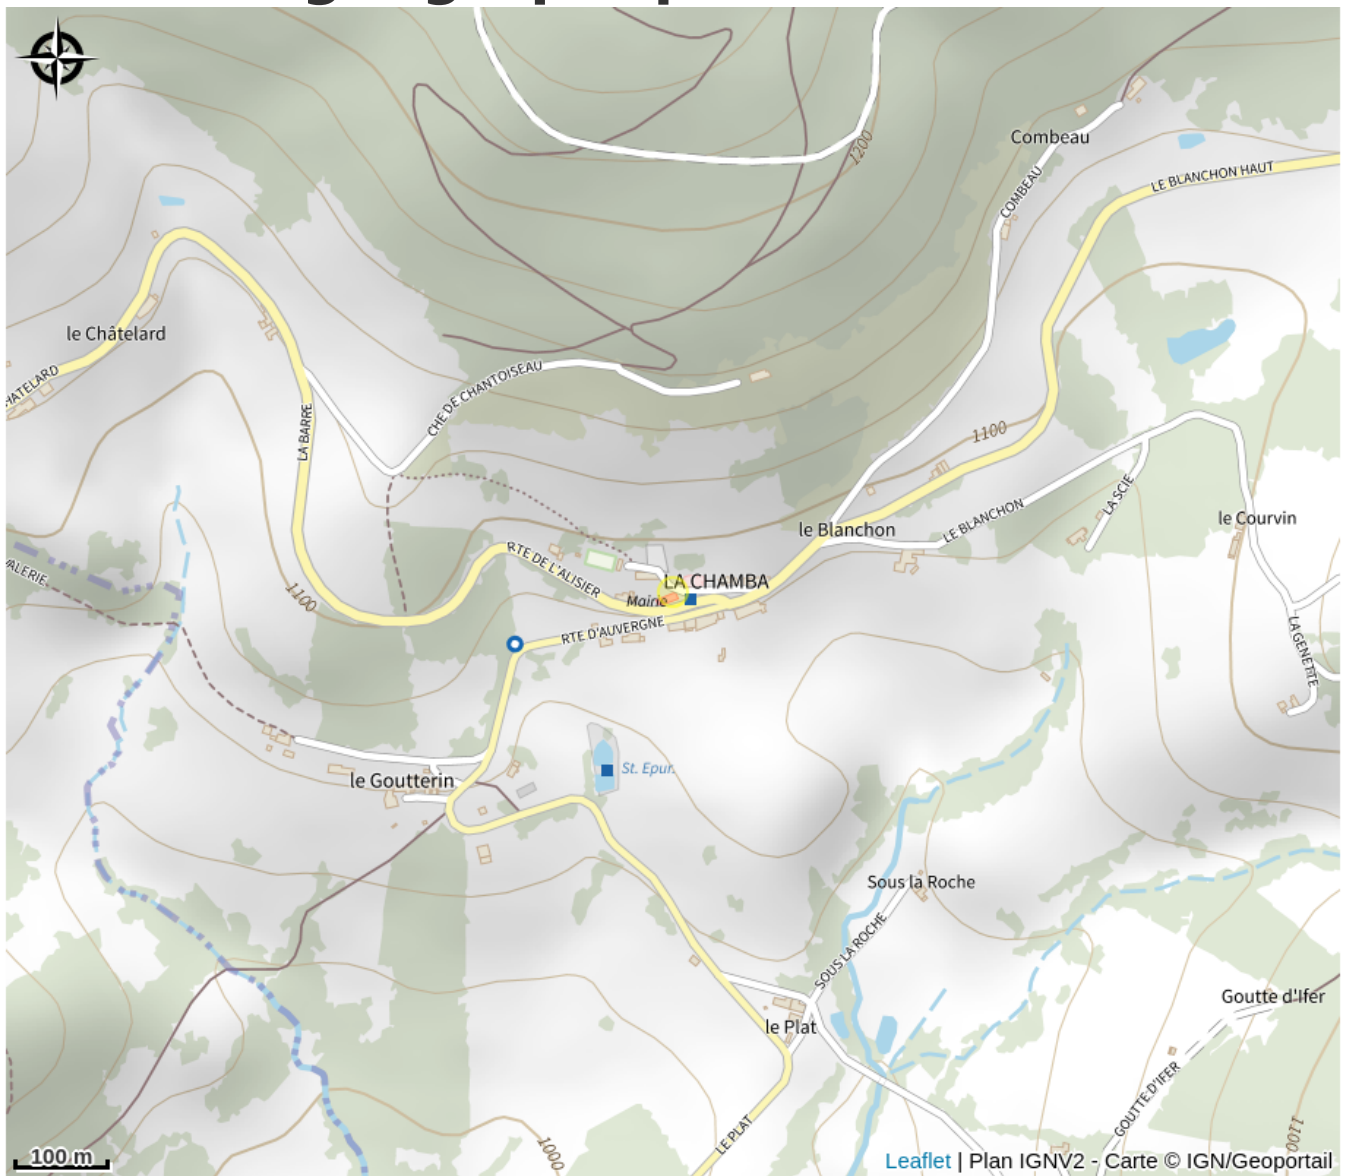 1200
Combeau
COMBEAU
LE BLANCHON HAUT
le Châtelard
HATELARD
CHE DE CHANTOISEAU
LA BARRE
1100
LA SCIE
le Courvin
le Blanchon
LE BLANCHON
RTE DE L'ALISIER
LA CHAMBA
Mairie
ALERIE
1100
RTE D'AUVERGNE
LA GENETTE
St. Epur.
le Goutterin
Sous la Roche
SOUS LA ROCHE
Goutte d'Ifer
le Plat
GOUTTE D'IFER
LE PLAT
1000
1100
100 m
Leaflet | Plan IGNV2 - Carte © IGN/Geoportail